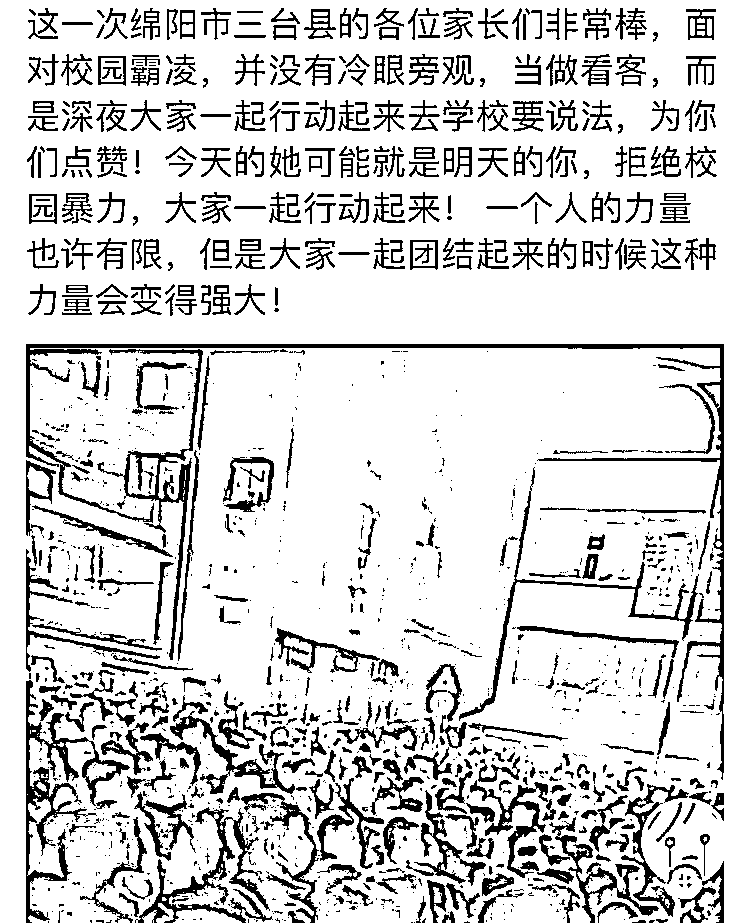 这一次绵阳市三台县的各位家长们非常棒，面
对校园霸凌，并没有冷眼旁观，当做看客，而
是深夜大家一起行动起来去学校要说法，为你
们点赞！今天的她可能就是明天的你，拒绝校
园暴力，大家一起行动起来！ 一个人的力量
也许有限，但是大家一起团结起来的时候这种
力量会变得强大！